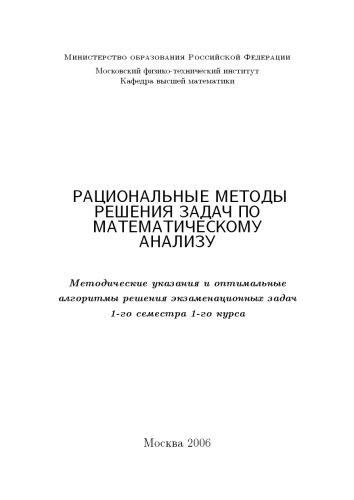 Министерство образования Российской Федерации
Московский физико-технический институт
Кафедра высшей математики
РАЦИОНАЛЬНЫЕ МЕТОДЫ
РЕШЕНИЯ ЗАДАЧ ПО
МАТЕМАТИЧЕСКОМУ
АНАЛИЗУ
Методические указания и оптимальные
алгоритмы решения экзаменационных задач
1-го семестра 1-го курса
Москва 2006